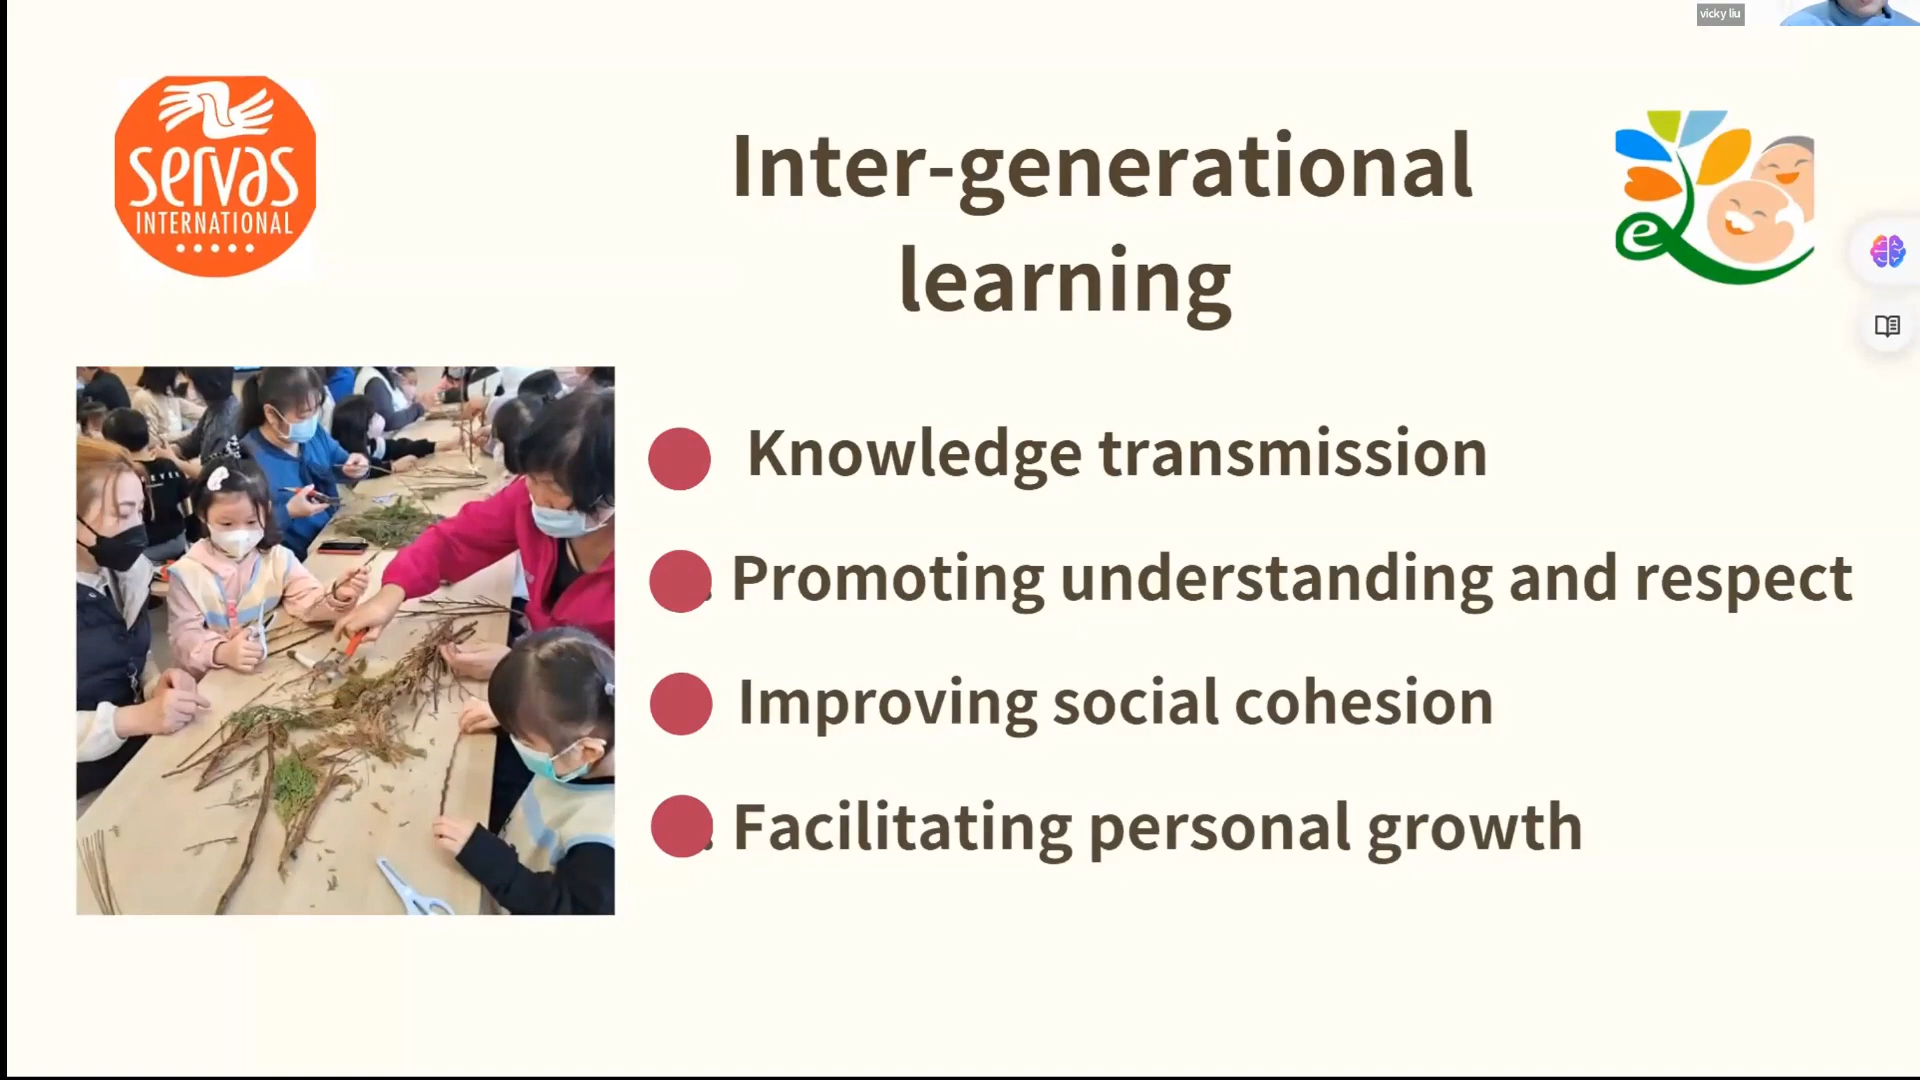 vicky liu
servas
INTERNATIONAL
Inter-generational
learning
e
Knowledge transmission
Promoting understanding and respect
Improving social cohesion
Facilitating personal growth